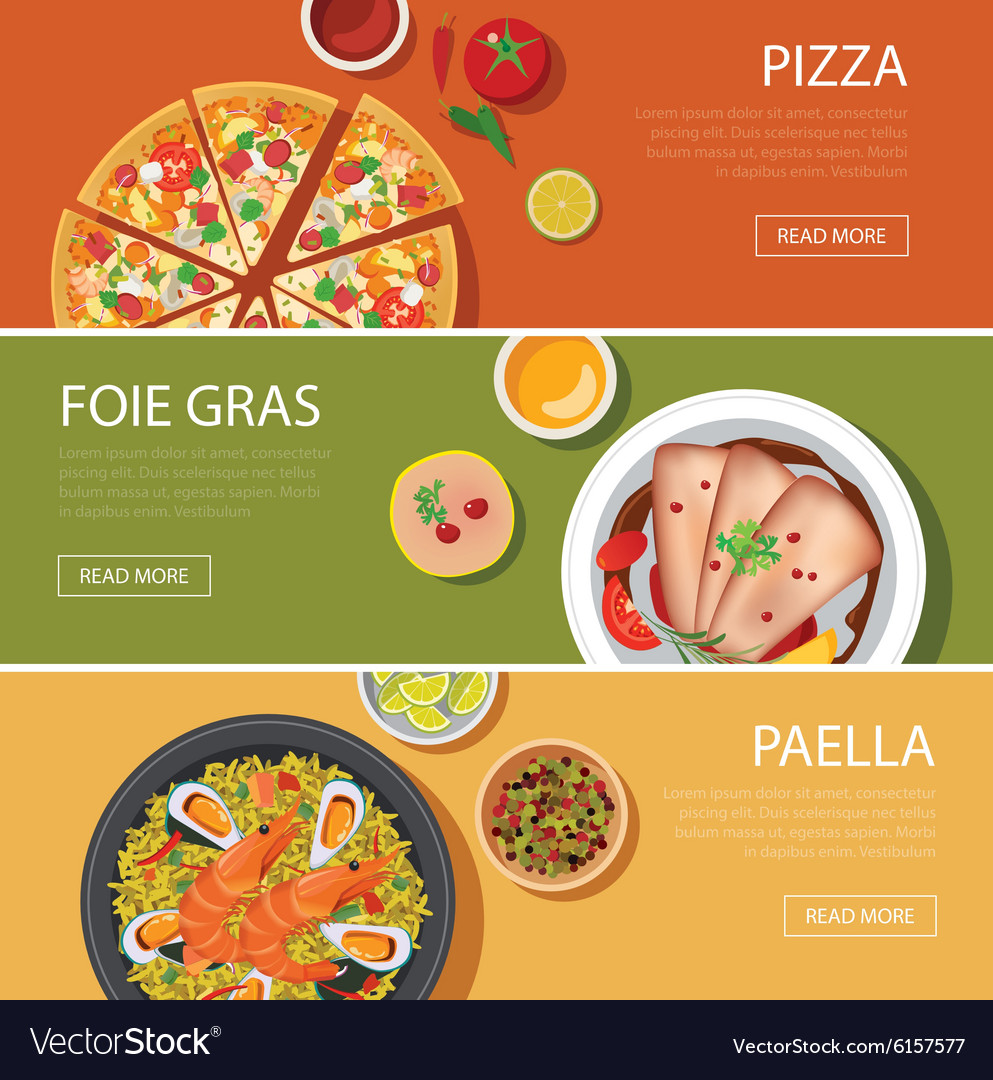 PIZZA
Lorem ipsum dolor sit amet, consectetur
piscing elit. Duis scelerisque nec tellus
bulum massa ut, egestas sapien. Morbi
in dapibus enim. Vestibulum
READ MORE
FOIE GRAS
Lorem ipsum dolor sit amet, consectetur
piscing elit. Duis scelerisque nec tellus
bulum massa ut, egestas sapien. Morbi
in dapibus enim. Vestibulum
READ MORE
PAELLA
Lorem ipsum dolor sit amet, consectetur
piscing elit. Duis scelerisque nec tellus
bulum massa ut, egestas sapien. Morbi
in dapibus enim. Vestibulum
READ MORE
VectorStock®
VectorStock.com/6157577